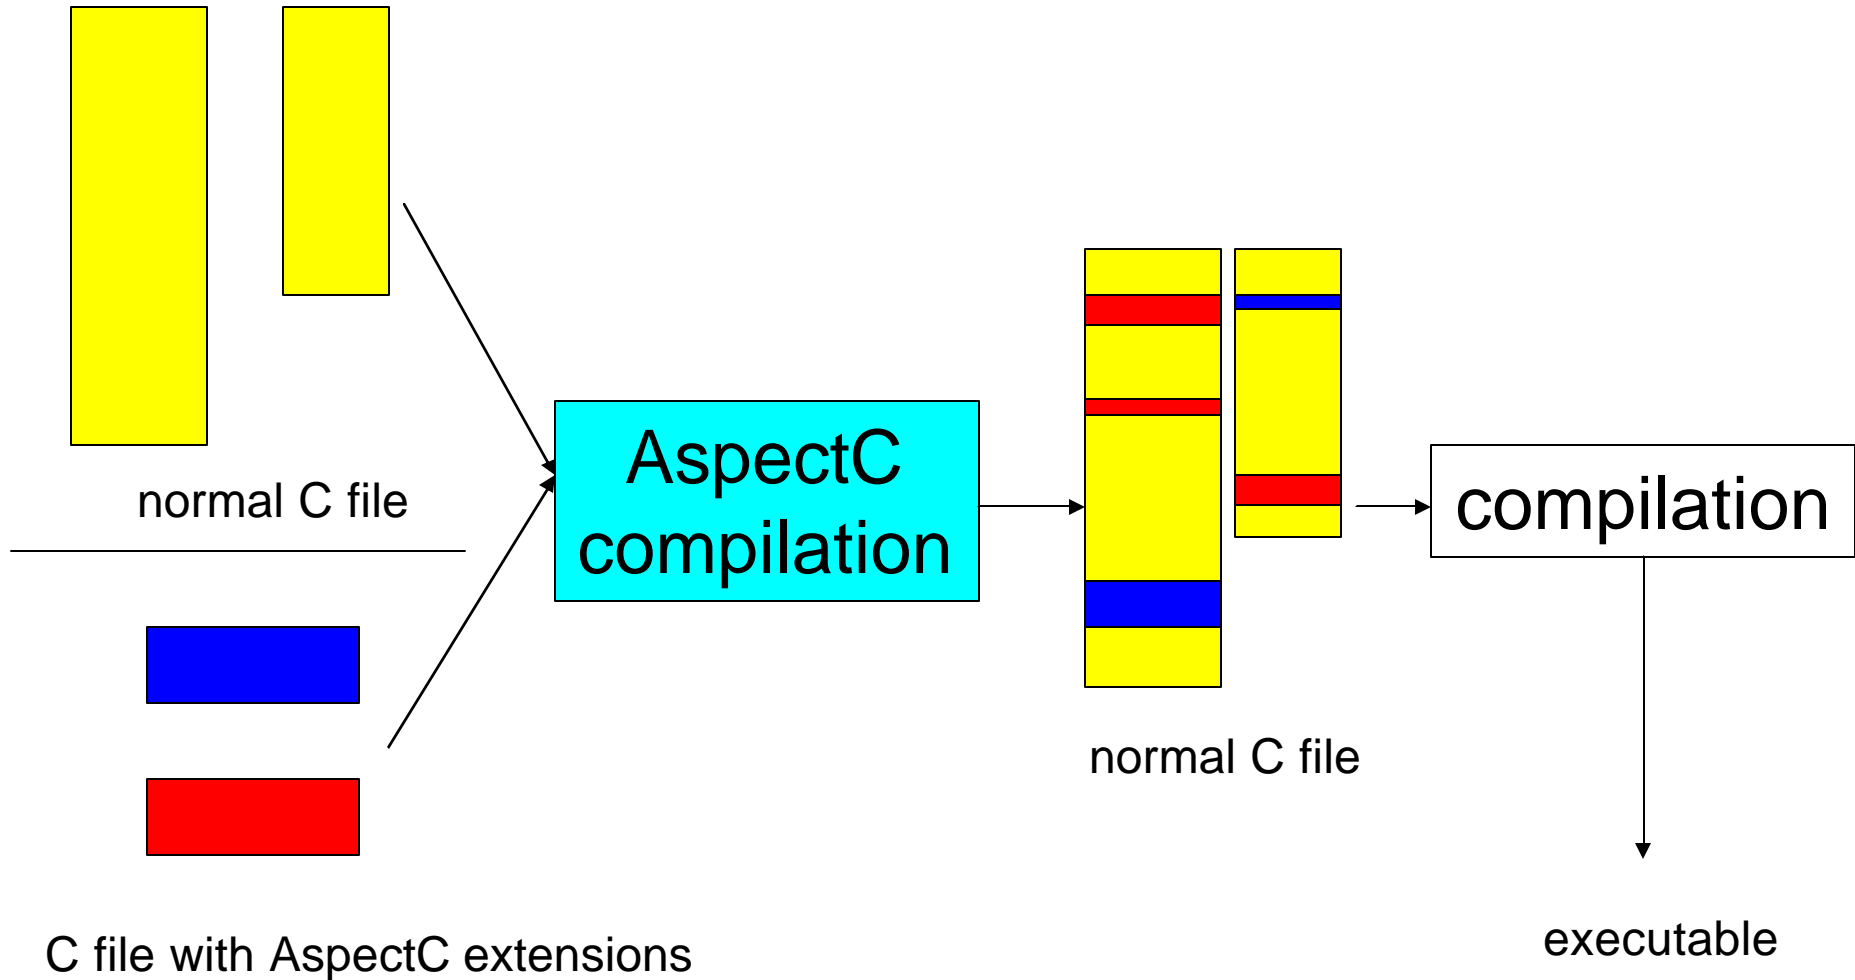 normal C file
C file with AspectC extensions
AspectC
compilation
normal C file
compilation
executable